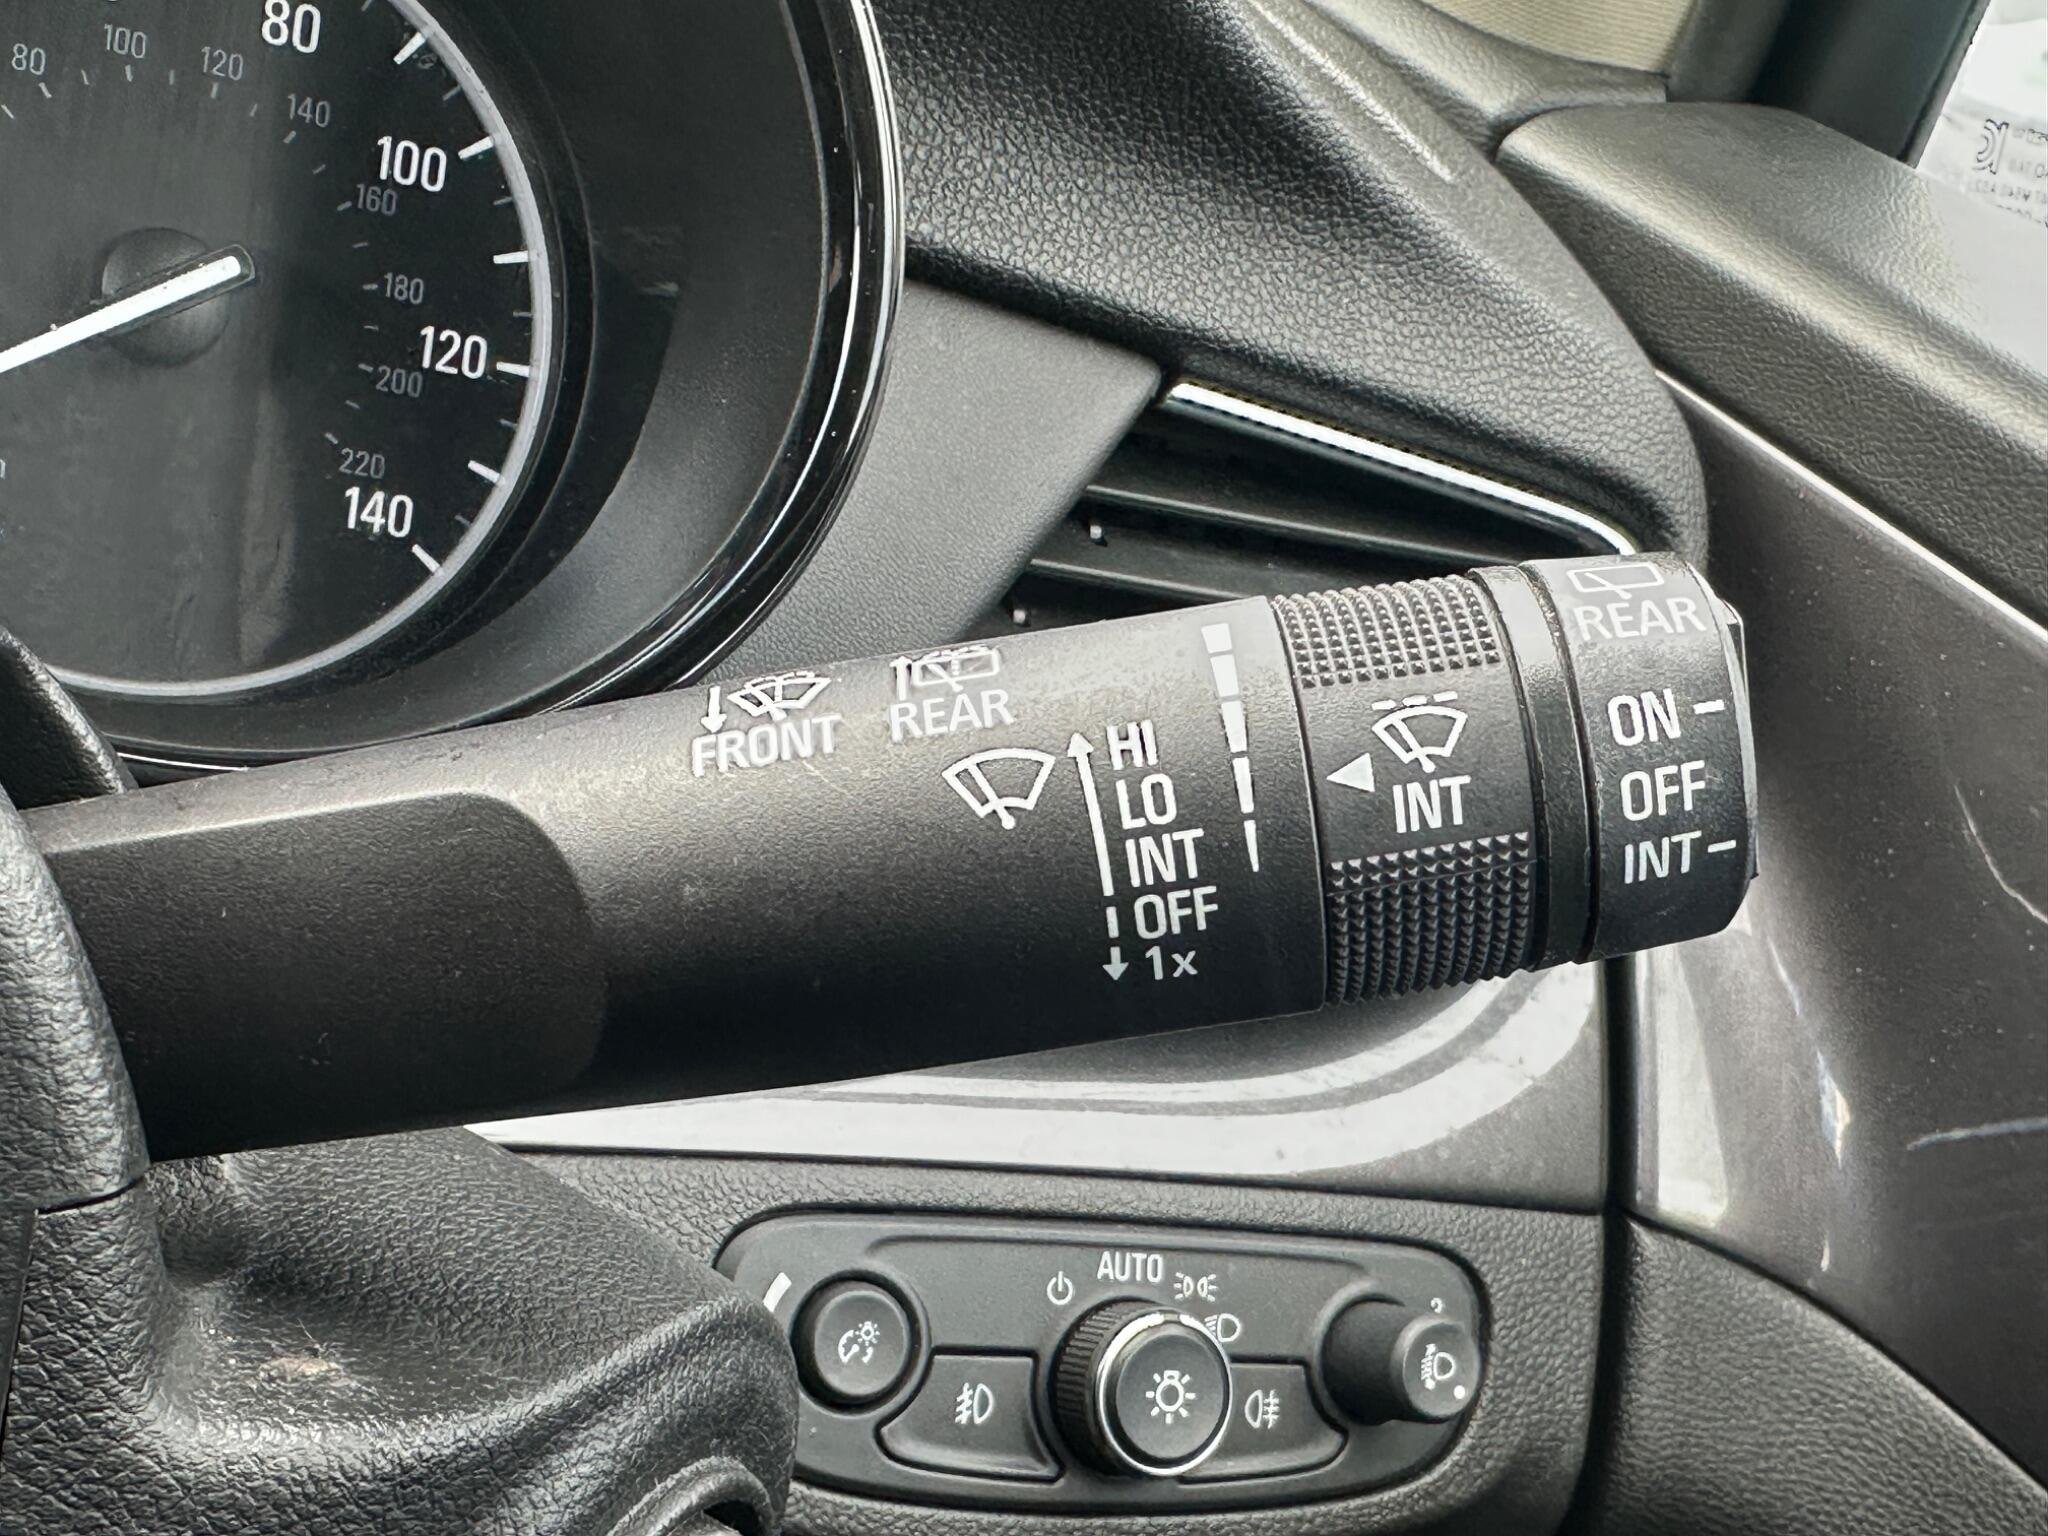 80
80 100 120 140
100
160
180
120
200
220
140
REAR
FRONT
REAR
HI
LO
INT
OFF
1x
INT
ON
OFF
INT
AUTO